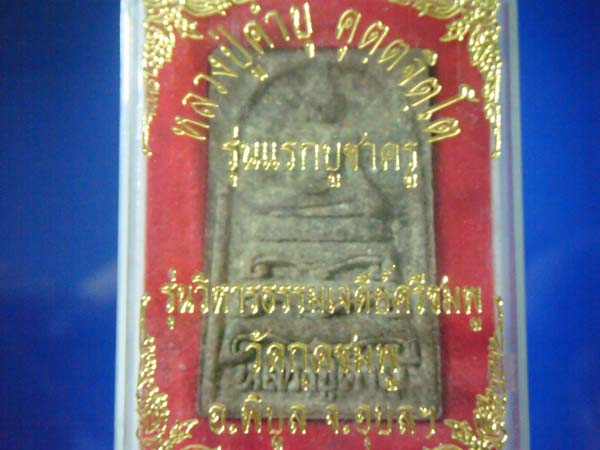 หลวงปู่คำบุ คุตฺตจิตฺโต
รุ่นแรกบูชาครู
รุ่นวิหารธรรมเจดีย์ศรีชมพู
วัดกุดชมพู
อ.พิบูล จ.อุบลฯ